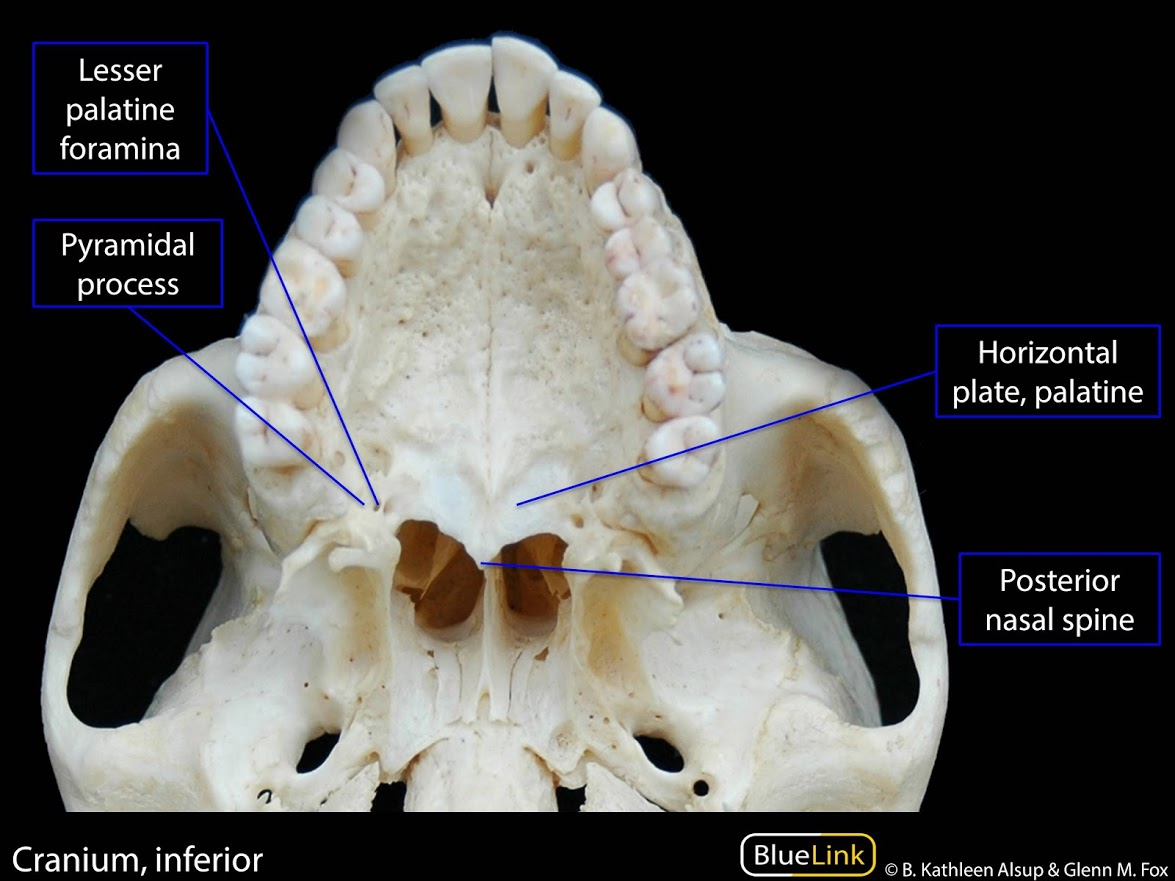 Lesser
palatine
foramina
Pyramidal
process
Horizontal
plate, palatine
Posterior
nasal spine
Cranium, inferior
BlueLink
© B. Kathleen Alsup & Glenn M. Fox